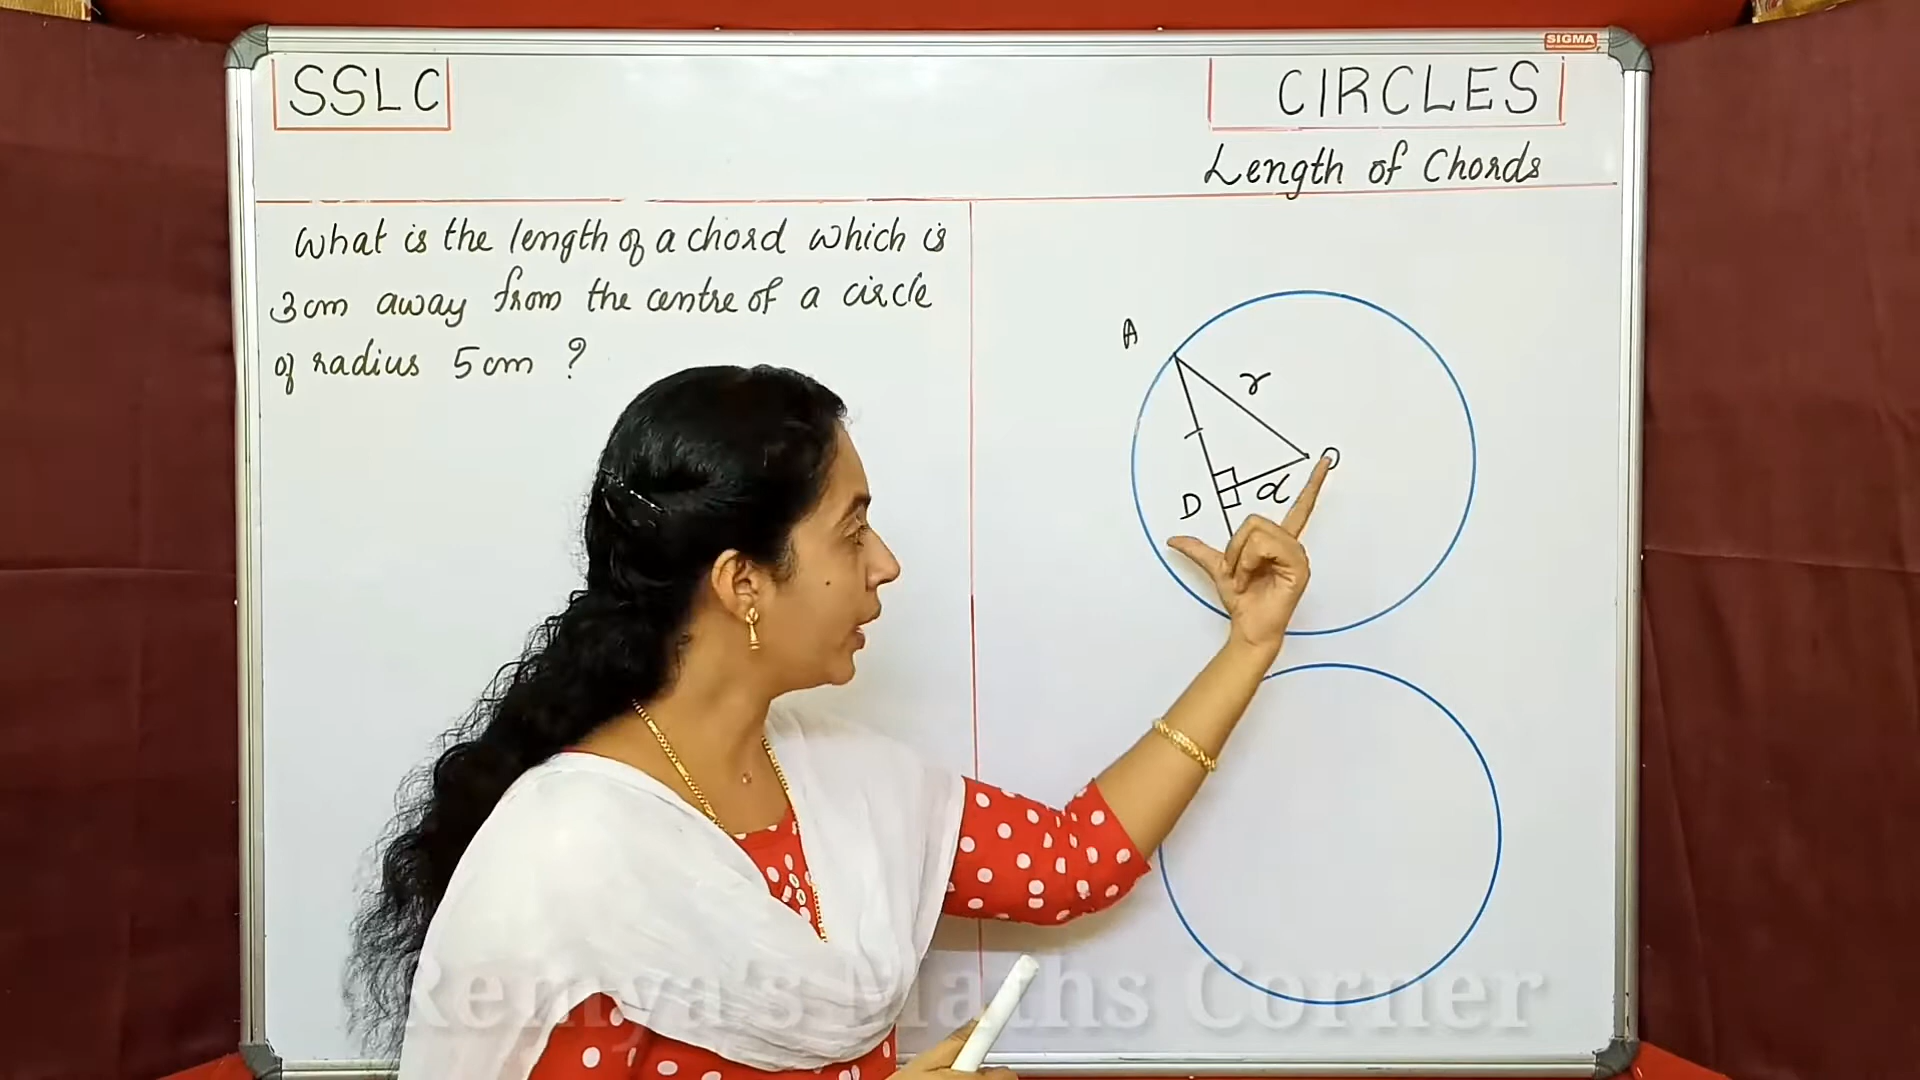 SIGMA
SSLC
CIRCLES
Length of Chords
What is the length of a chord which is
3cm away from the centre of a circle
of radius 5cm ?
A
r
O
D
d
Remya's Maths Corner